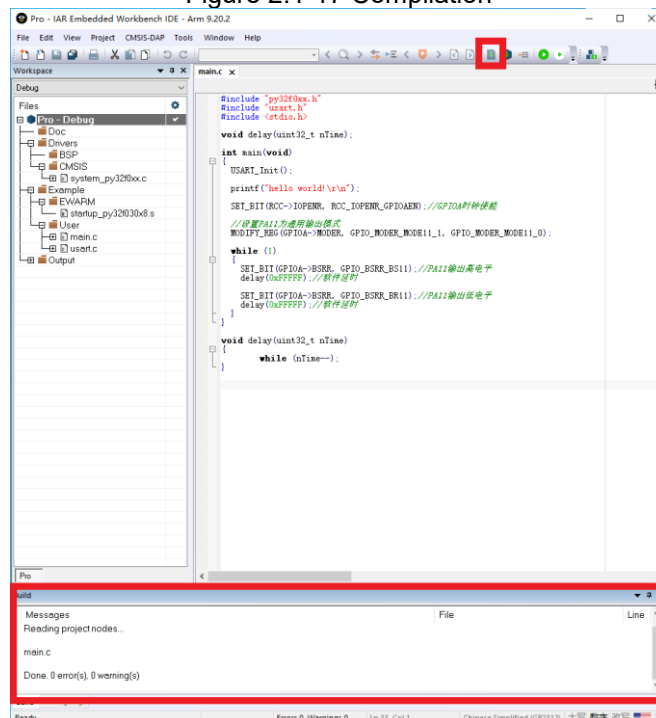 Figure 2.1-17 Compilation
Pro - IAR Embedded Workbench IDE - Arm 9.20.2
File Edit View Project CMSIS-DAP Tools Window Help
Workspace
main.c
Debug
Files
Pro - Debug
Doc
Drivers
BSP
CMSIS
system_py32f0xx.c
Example
EWARM
startup_py32f030x8.s
User
main.c
usart.c
Output
#include "py32f0xx.h"
#include "usart.h"
#include <stdio.h>
void delay(uint32_t nTime);
int main(void)
{
USART_Init();
printf("hello world!\r\n");
SET_BIT(RCC->IOPENR, RCC_IOPENR_GPIOAEN);//GPIOA时钟使能
//设置PA11为通用输出模式
MODIFY_REG(GPIOA->MODER, GPIO_MODER_MODE11_1, GPIO_MODER_MODE11_0);
while (1)
{
SET_BIT(GPIOA->BSRR, GPIO_BSRR_BS11);//PA11输出高电平
delay(0xFFFFF);//软件延时
SET_BIT(GPIOA->BSRR, GPIO_BSRR_BR11);//PA11输出低电平
delay(0xFFFFF);//软件延时
}
}
void delay(uint32_t nTime)
{
while (nTime--);
}
Pro
Build
Messages File Line
Reading project nodes...
main.c
Done. 0 error(s), 0 warning(s)
Ready Errors 0, Warnings 0 Ln 33, Col 1 Chinese Simplified (GB2312) 大写 数字 改写